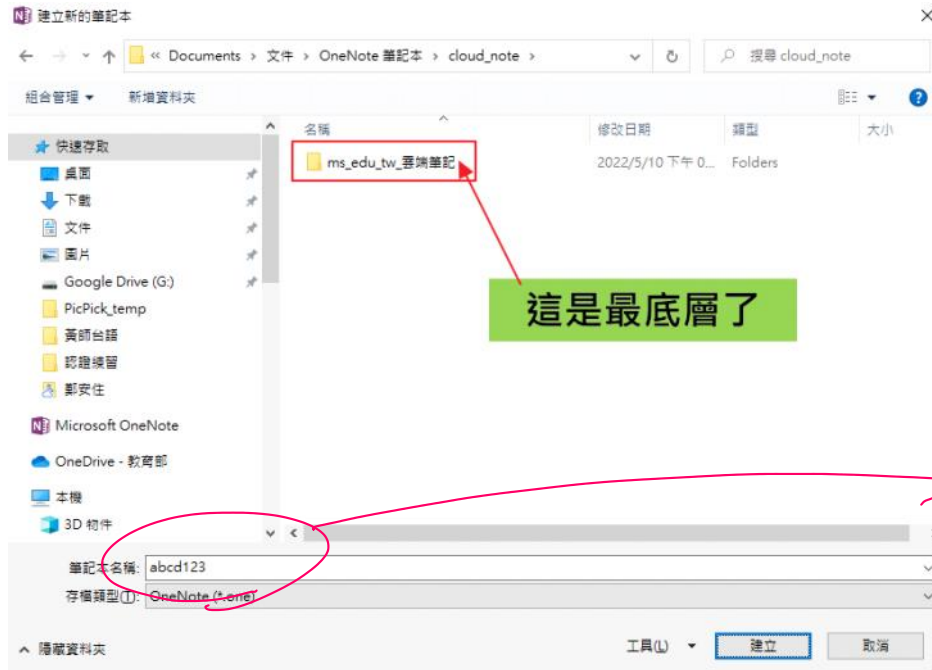 建立新的筆記本
« Documents › 文件 › OneNote 筆記本 › cloud_note ›
搜尋 cloud_note
組合管理 新增資料夾
名稱 修改日期 類型 大小
快速存取
ms_edu_tw_雲端筆記 2022/5/10 下午 0... Folders
桌面
下載
文件
圖片
Google Drive (G:)
PicPick_temp
這是最底層了
黃師台語
認證練習
鄭安住
Microsoft OneNote
OneDrive - 教育部
本機
3D 物件
筆記本名稱: abcd123
存檔類型(T): OneNote (*.one)
隱藏資料夾
工具(L) 建立 取消